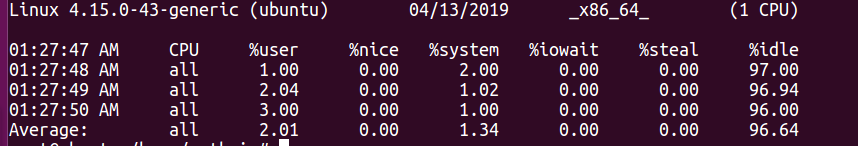 Linux 4.15.0-43-generic (ubuntu) 04/13/2019 _x86_64_ (1 CPU)
01:27:47 AM CPU %user %nice %system %iowait %steal %idle
01:27:48 AM all 1.00 0.00 2.00 0.00 0.00 97.00
01:27:49 AM all 2.04 0.00 1.02 0.00 0.00 96.94
01:27:50 AM all 3.00 0.00 1.00 0.00 0.00 96.00
Average: all 2.01 0.00 1.34 0.00 0.00 96.64